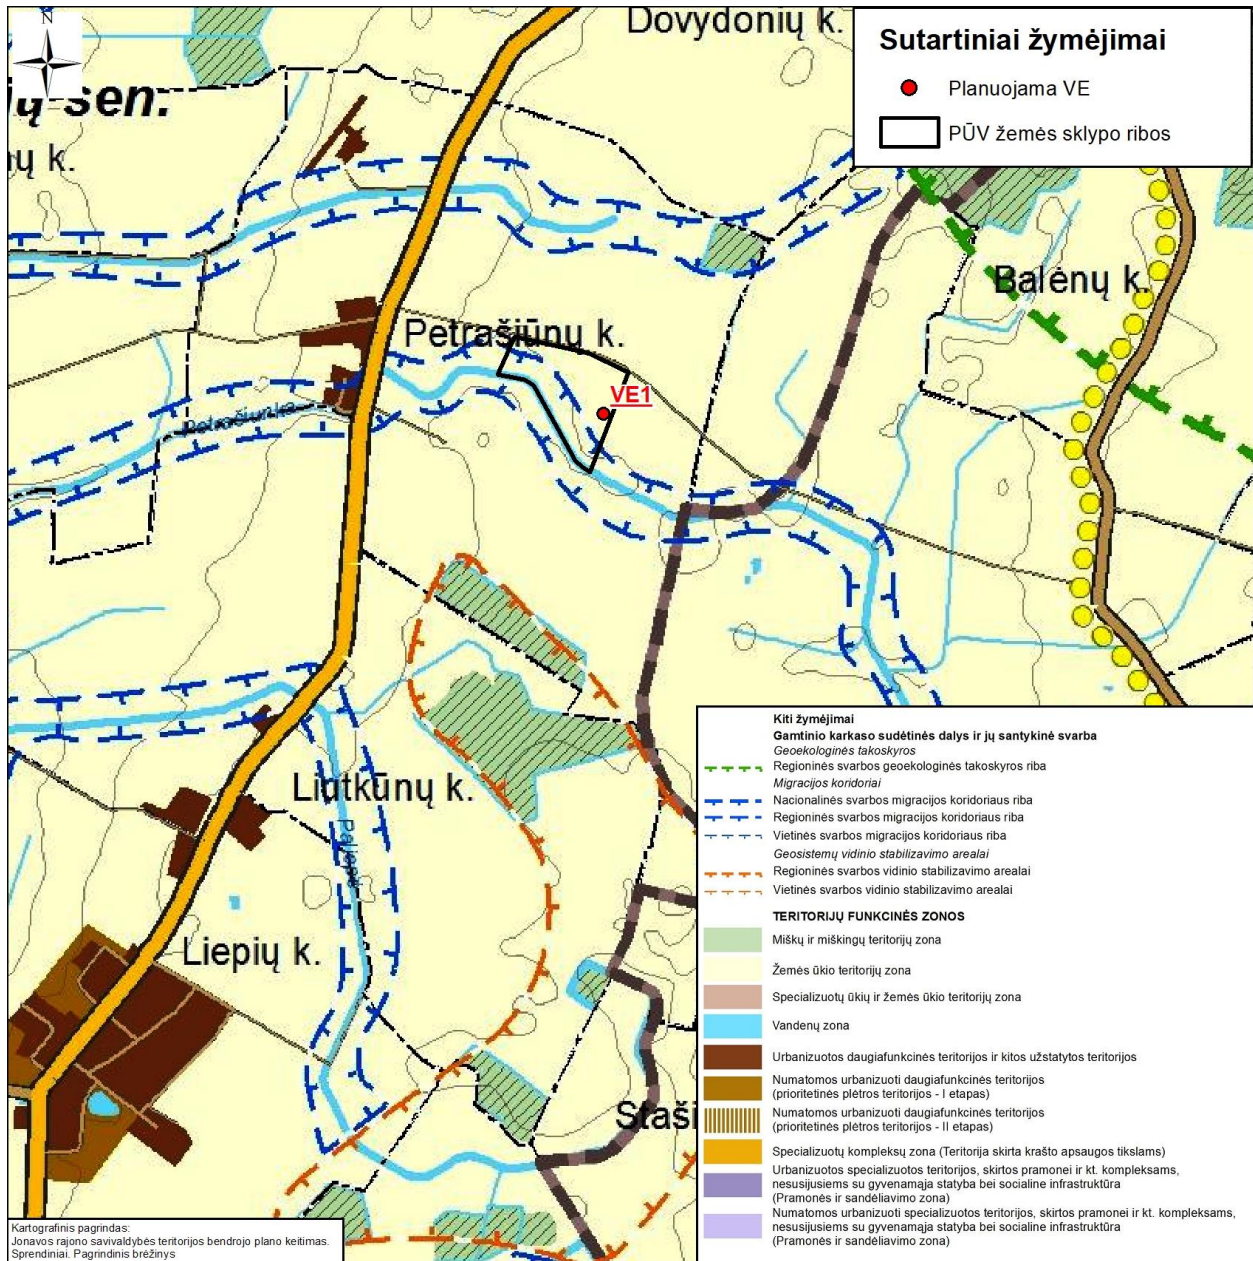 N
Dovydonių k.
Sutartiniai žymėjimai
Planuojama VE
PŪV žemės sklypo ribos
ių sen.
nų k.
Balėnų k.
Petrašiūnų k.
VE1
Petrašiunka
Liutkūnų k.
Liepių k.
Staši
Kiti žymėjimai
Gamtinio karkaso sudėtinės dalys ir jų santykinė svarba
Geoekologinės takoskyros
Regioninės svarbos geoekologinės takoskyros riba
Migracijos koridoriai
Nacionalinės svarbos migracijos koridoriaus riba
Regioninės svarbos migracijos koridoriaus riba
Vietinės svarbos migracijos koridoriaus riba
Geosistemų vidinio stabilizavimo arealai
Regioninės svarbos vidinio stabilizavimo arealai
Vietinės svarbos vidinio stabilizavimo arealai
TERITORIJŲ FUNKCINĖS ZONOS
Miškų ir miškingų teritorijų zona
Žemės ūkio teritorijų zona
Specializuotų ūkių ir žemės ūkio teritorijų zona
Vandenų zona
Urbanizuotos daugiafunkcinės teritorijos ir kitos užstatytos teritorijos
Numatomos urbanizuoti daugiafunkcinės teritorijos
(prioritetinės plėtros teritorijos - I etapas)
Numatomos urbanizuoti daugiafunkcinės teritorijos
(prioritetinės plėtros teritorijos - II etapas)
Specializuotų kompleksų zona (Teritorija skirta krašto apsaugos tikslams)
Urbanizuotos specializuotos teritorijos, skirtos pramonei ir kt. kompleksams,
nesusijusiems su gyvenamąja statyba bei socialine infrastruktūra
(Pramonės ir sandėliavimo zona)
Numatomos urbanizuoti specializuotos teritorijos, skirtos pramonei ir kt. kompleksams,
nesusijusiems su gyvenamąja statyba bei socialine infrastruktūra
(Pramonės ir sandėliavimo zona)
Kartografinis pagrindas:
Jonavos rajono savivaldybės teritorijos bendrojo plano keitimas.
Sprendiniai. Pagrindinis brėžinys